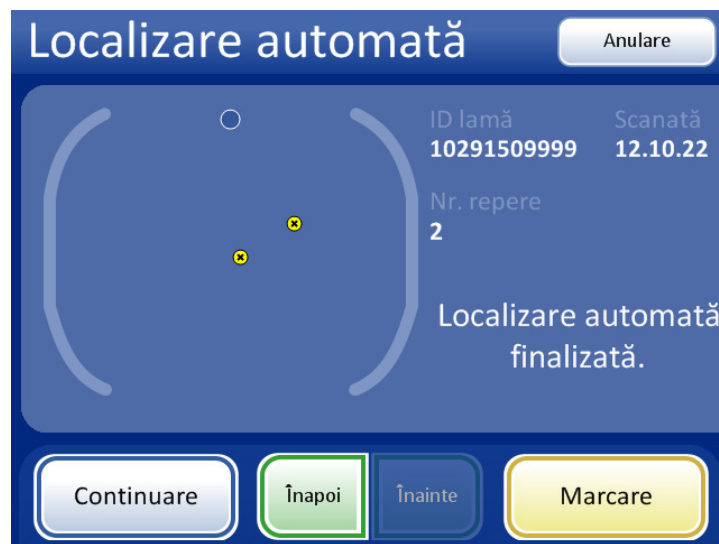 Localizare automată
Anulare
ID lamă Scanată
10291509999 12.10.22
Nr. repere
2
Localizare automată
finalizată.
Continuare
Înapoi
Înainte
Marcare